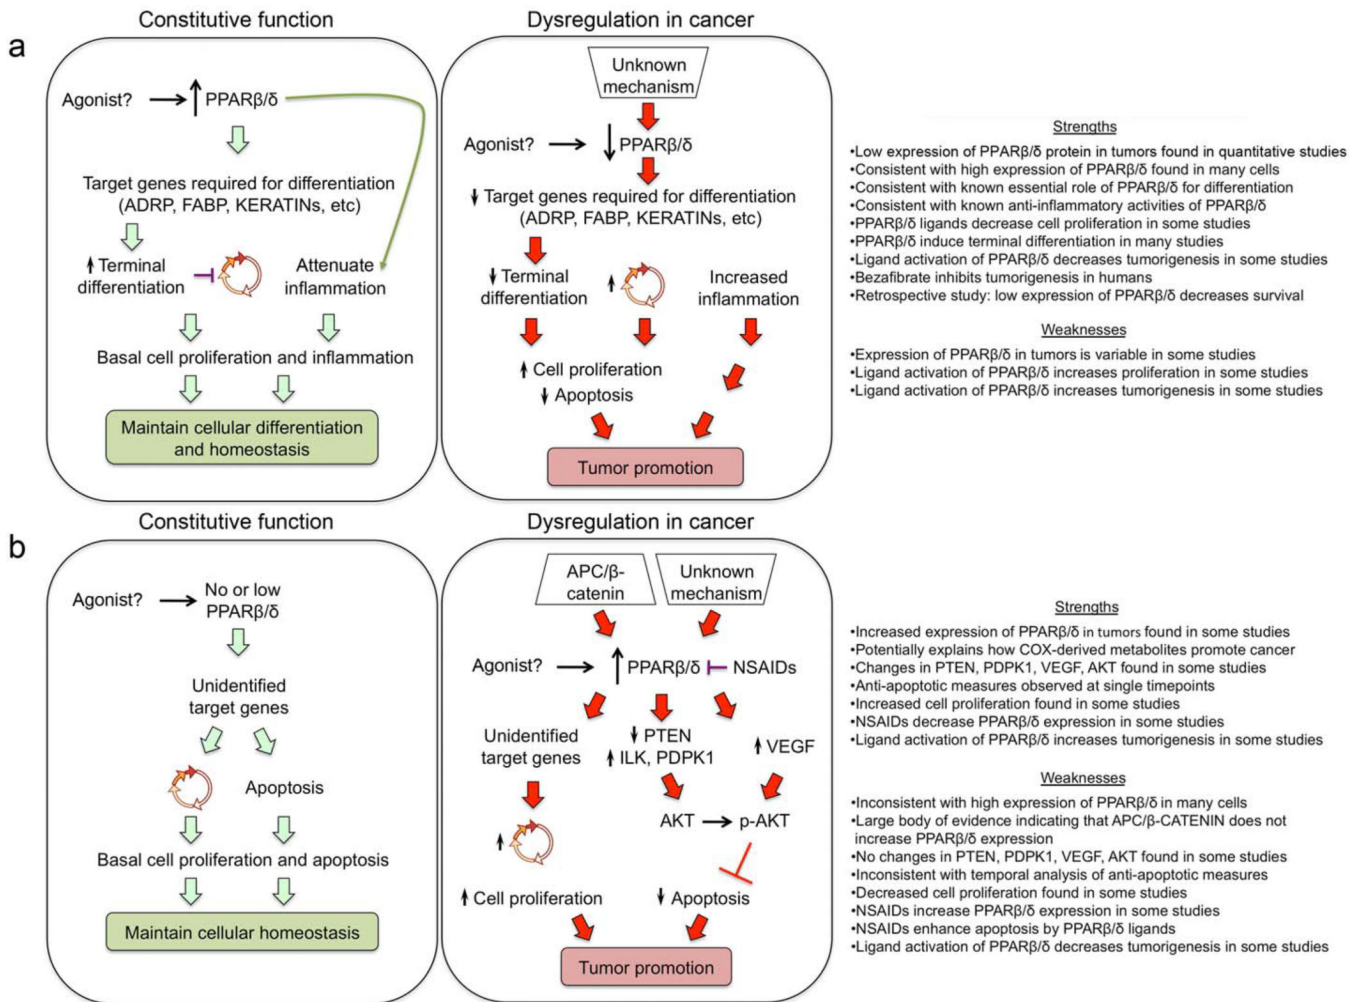 a
Constitutive function
Agonist?
PPARβ/δ
Target genes required for differentiation
(ADRP, FABP, KERATINs, etc)
Terminal
differentiation
Attenuate
inflammation
Basal cell proliferation and inflammation
Maintain cellular differentiation
and homeostasis
Dysregulation in cancer
Unknown
mechanism
Agonist?
PPARβ/δ
Target genes required for differentiation
(ADRP, FABP, KERATINs, etc)
Terminal
differentiation
Increased
inflammation
Cell proliferation
Apoptosis
Tumor promotion
Strengths
•Low expression of PPARβ/δ protein in tumors found in quantitative studies
•Consistent with high expression of PPARβ/δ found in many cells
•Consistent with known essential role of PPARβ/δ for differentiation
•Consistent with known anti-inflammatory activities of PPARβ/δ
•PPARβ/δ ligands decrease cell proliferation in some studies
•PPARβ/δ induce terminal differentiation in many studies
•Ligand activation of PPARβ/δ decreases tumorigenesis in some studies
•Bezafibrate inhibits tumorigenesis in humans
•Retrospective study: low expression of PPARβ/δ decreases survival
Weaknesses
•Expression of PPARβ/δ in tumors is variable in some studies
•Ligand activation of PPARβ/δ increases proliferation in some studies
•Ligand activation of PPARβ/δ increases tumorigenesis in some studies
b
Constitutive function
Agonist?
No or low
PPARβ/δ
Unidentified
target genes
Apoptosis
Basal cell proliferation and apoptosis
Maintain cellular homeostasis
Dysregulation in cancer
APC/β-
catenin
Unknown
mechanism
Agonist?
PPARβ/δ
NSAIDs
Unidentified
target genes
PTEN
ILK, PDPK1
VEGF
AKT
p-AKT
Cell proliferation
Apoptosis
Tumor promotion
Strengths
•Increased expression of PPARβ/δ in tumors found in some studies
•Potentially explains how COX-derived metabolites promote cancer
•Changes in PTEN, PDPK1, VEGF, AKT found in some studies
•Anti-apoptotic measures observed at single timepoints
•Increased cell proliferation found in some studies
•NSAIDs decrease PPARβ/δ expression in some studies
•Ligand activation of PPARβ/δ increases tumorigenesis in some studies
Weaknesses
•Inconsistent with high expression of PPARβ/δ in many cells
•Large body of evidence indicating that APC/β-CATENIN does not
increase PPARβ/δ expression
•No changes in PTEN, PDPK1, VEGF, AKT found in some studies
•Inconsistent with temporal analysis of anti-apoptotic measures
•Decreased cell proliferation found in some studies
•NSAIDs increase PPARβ/δ expression in some studies
•NSAIDs enhance apoptosis by PPARβ/δ ligands
•Ligand activation of PPARβ/δ decreases tumorigenesis in some studies